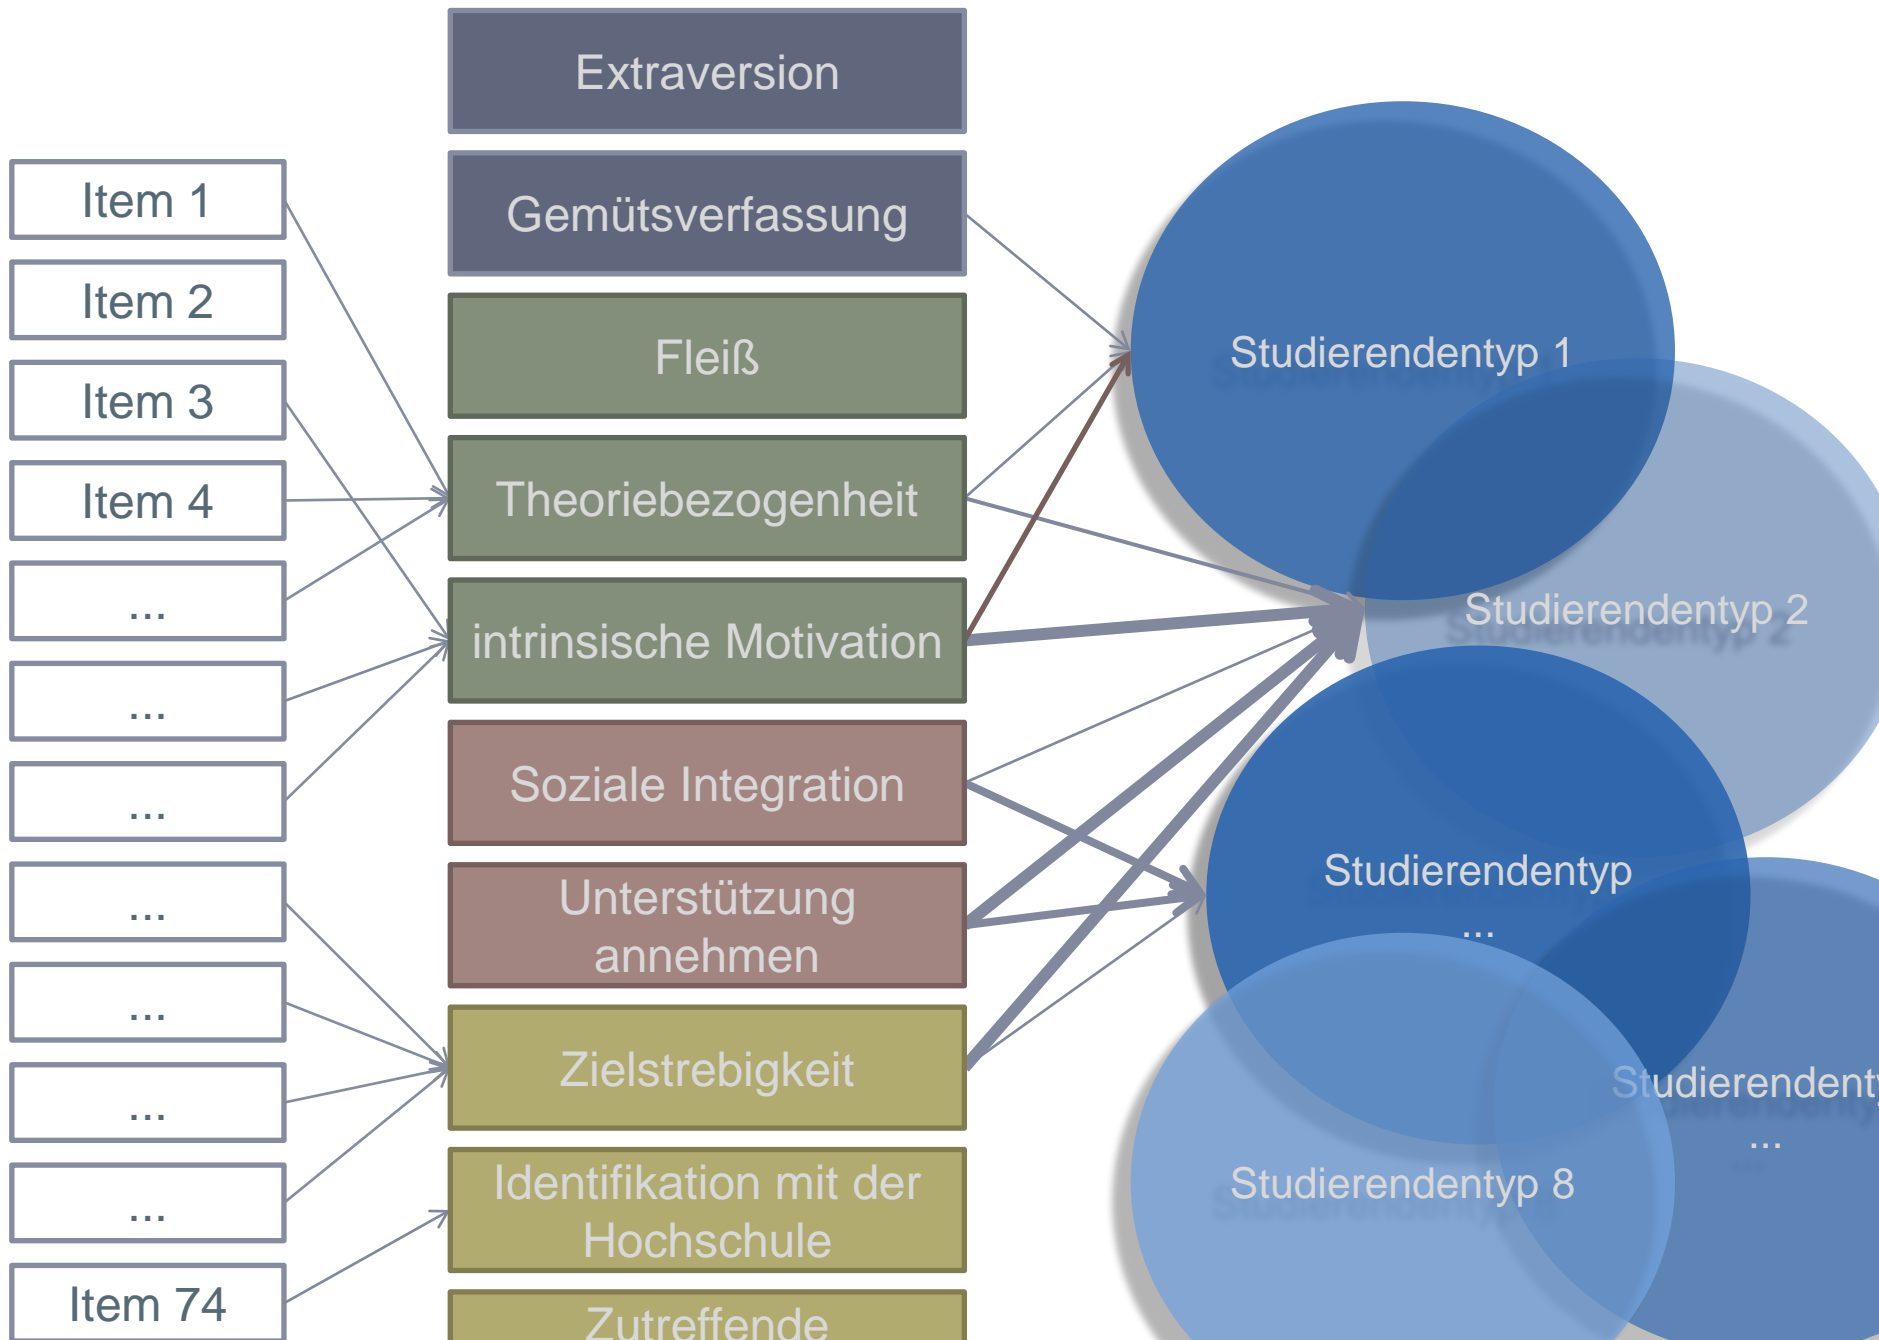 Item 1
Item 2
Item 3
Item 4
...
...
...
...
...
...
...
Item 74
Extraversion
Gemütsverfassung
Fleiß
Theoriebezogenheit
intrinsische Motivation
Soziale Integration
Unterstützung
annehmen
Zielstrebigkeit
Identifikation mit der
Hochschule
Zutreffende
Studierendentyp 1
Studierendentyp 2
Studierendentyp
...
Studierendenty
...
Studierendentyp 8